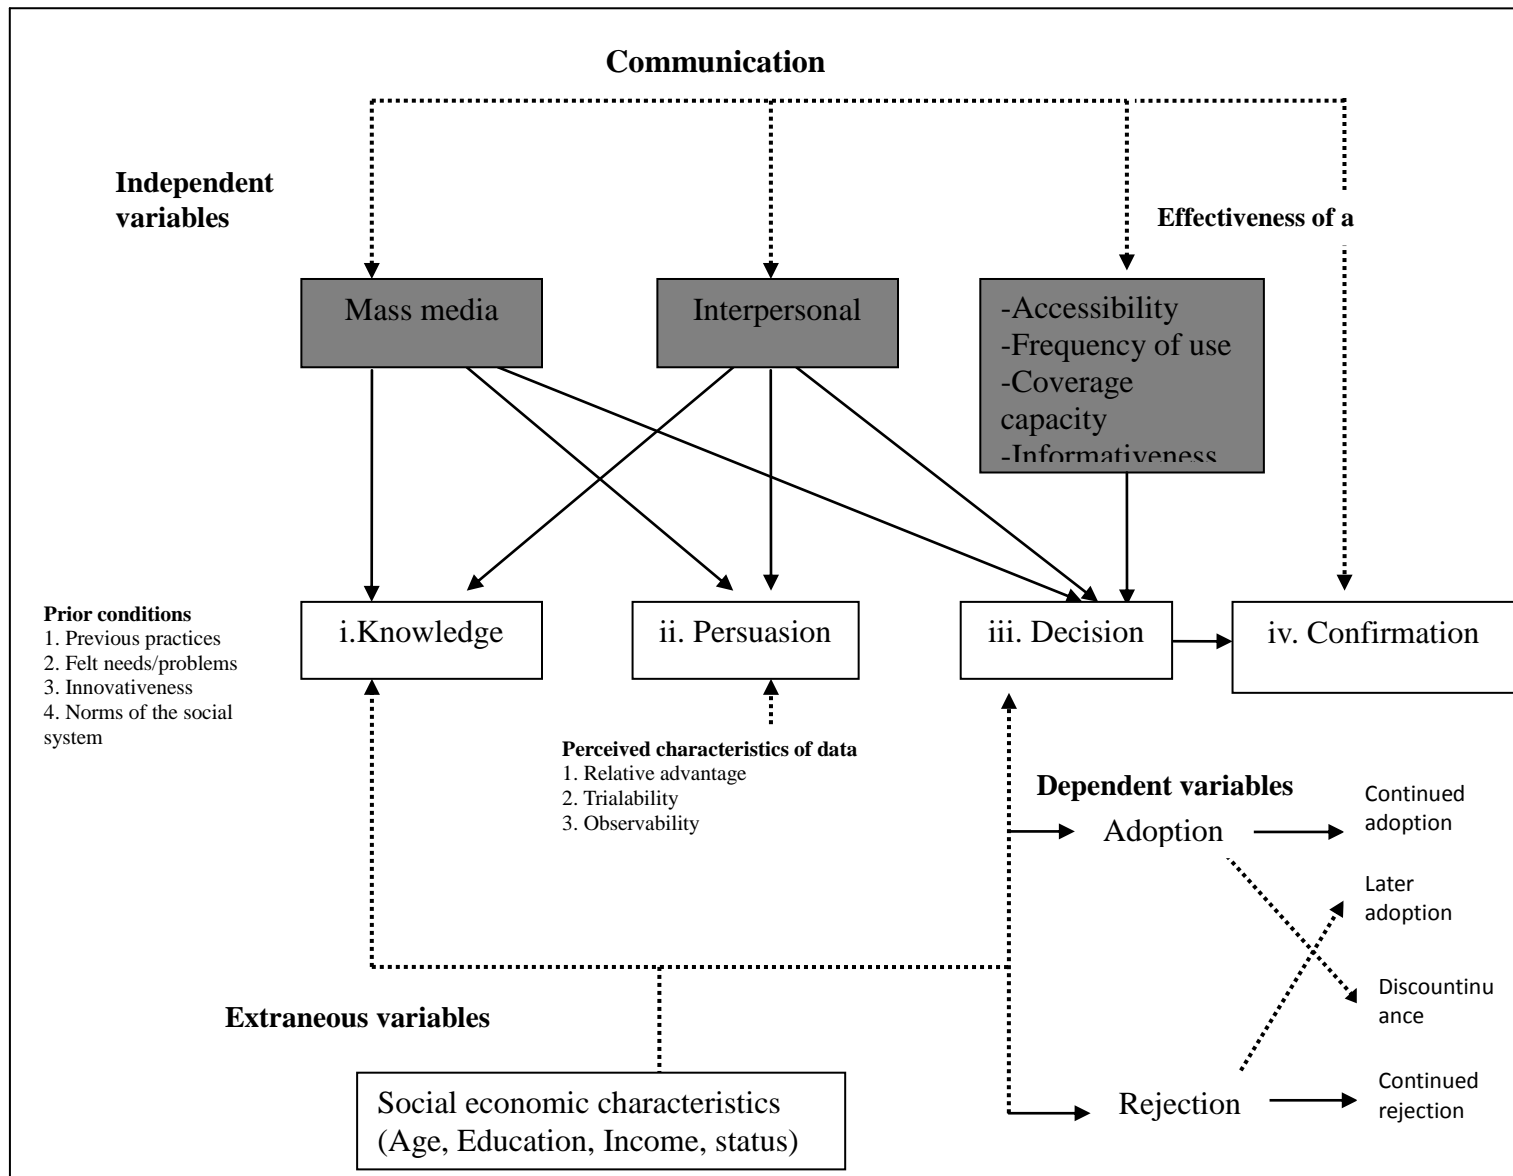 Communication
Independent
variables
Effectiveness of a
Mass media
Interpersonal
-Accessibility
-Frequency of use
-Coverage
capacity
-Informativeness
Prior conditions
1. Previous practices
2. Felt needs/problems
3. Innovativeness
4. Norms of the social
system
i.Knowledge
ii. Persuasion
iii. Decision
iv. Confirmation
Perceived characteristics of data
1. Relative advantage
2. Trialability
3. Observability
Dependent variables
Adoption
Continued
adoption
Later
adoption
Discountinu
ance
Rejection
Continued
rejection
Extraneous variables
Social economic characteristics
(Age, Education, Income, status)